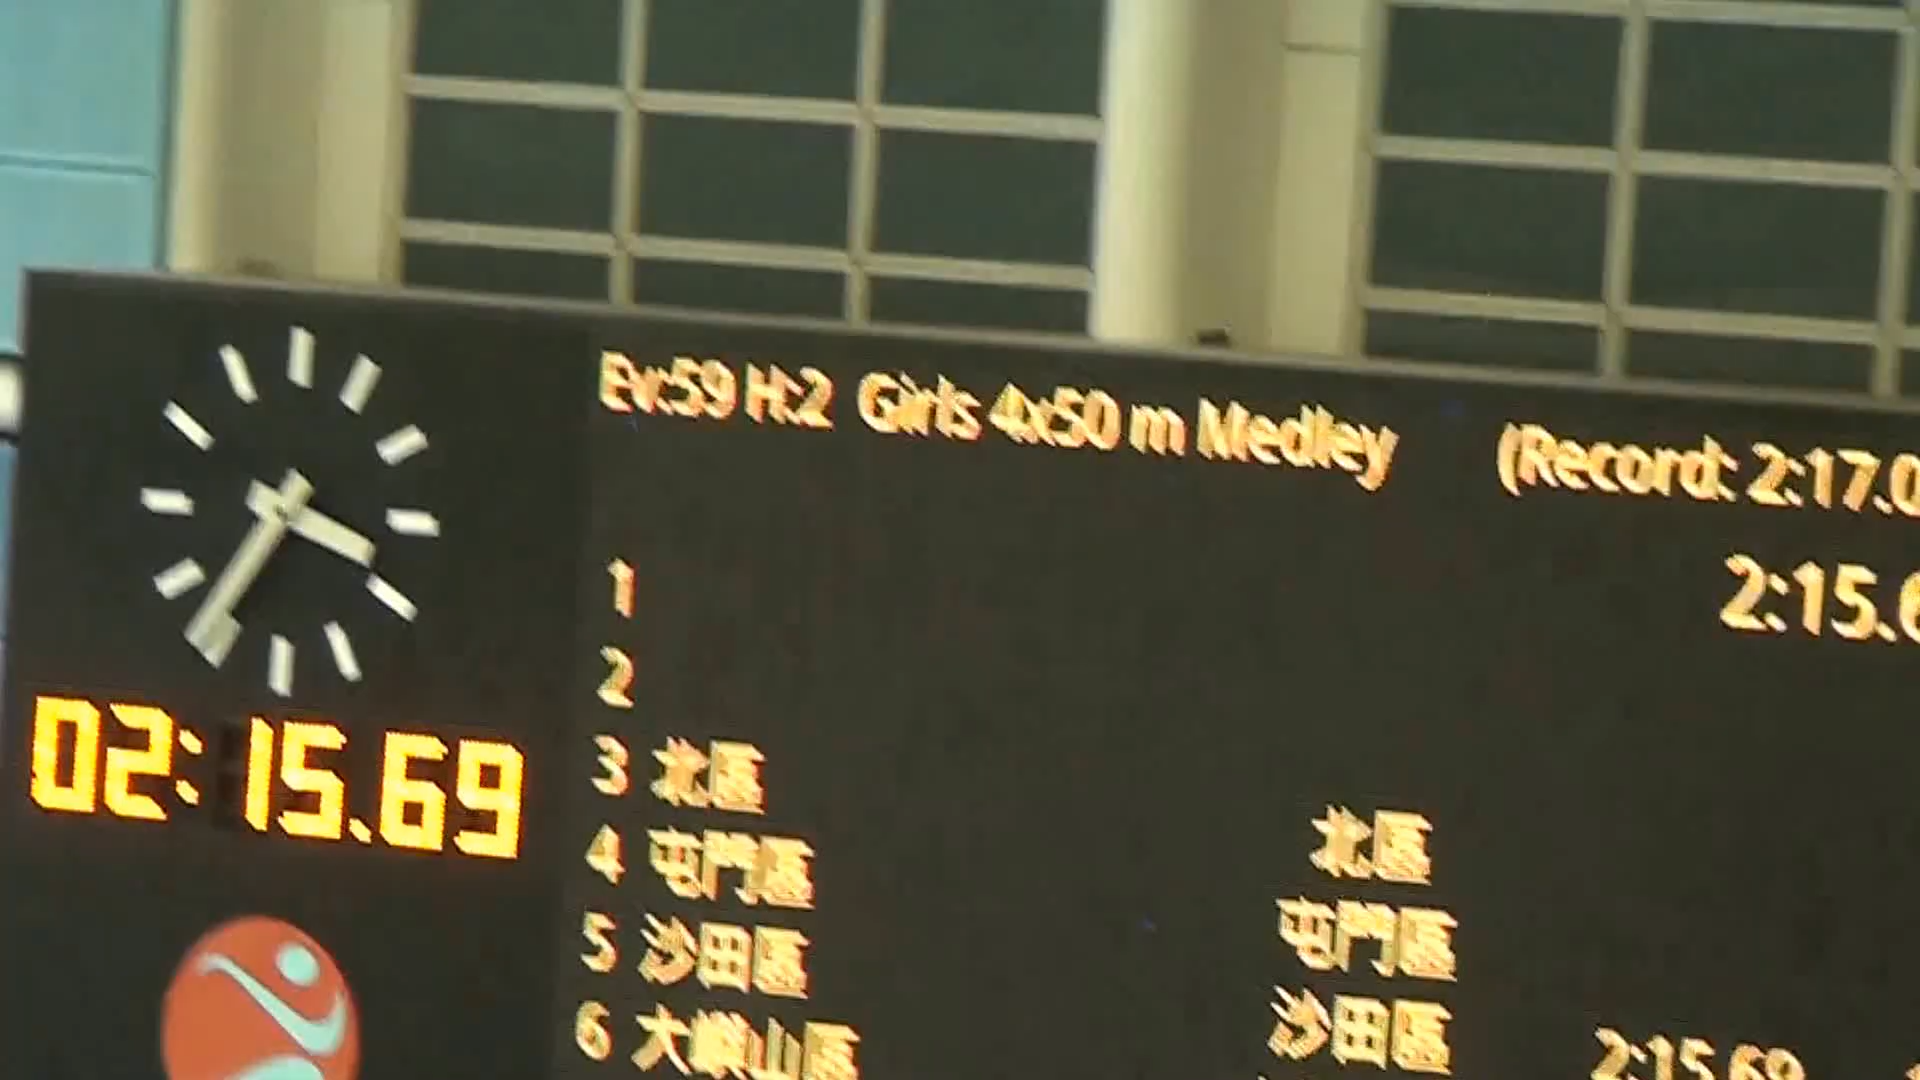 Ev:59 H:2 Girls 4x50 m Medley (Record: 2:17.0
2:15.6
1
2
02:15.69
3 北區 北區
4 屯門區 屯門區
5 沙田區 沙田區 2:15.69
6 大嶼山區